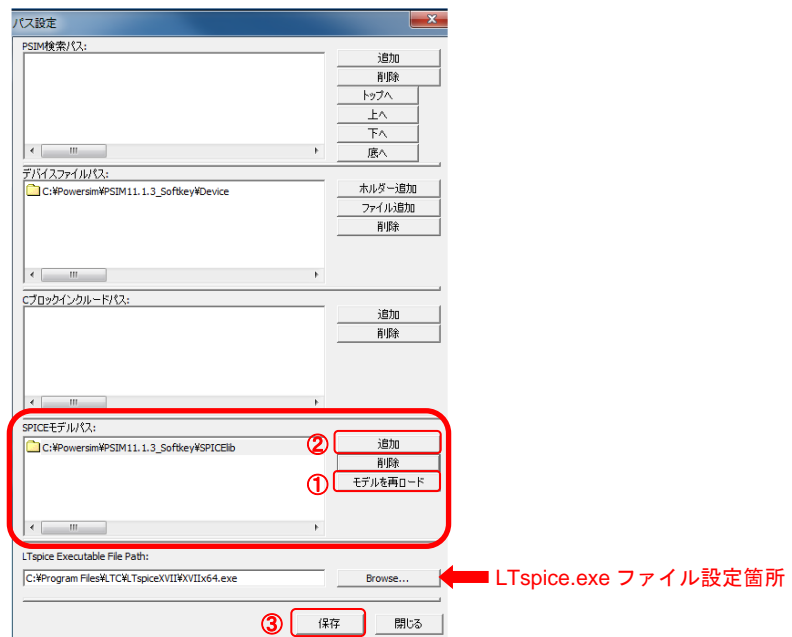 パス設定
PSIM検索パス:
追加
削除
トップへ
上へ
下へ
底へ
デバイスファイルパス:
C:¥Powersim¥PSIM11.1.3_Softkey¥Device
ホルダー追加
ファイル追加
削除
Cブロックインクルードパス:
追加
削除
SPICEモデルパス:
C:¥Powersim¥PSIM11.1.3_Softkey¥SPICElib
② 追加
削除
① モデルを再ロード
LTspice Executable File Path:
C:¥Program Files¥LTC¥LTspiceXVII¥XVIIx64.exe
Browse...
LTspice.exe ファイル設定箇所
③ 保存
閉じる